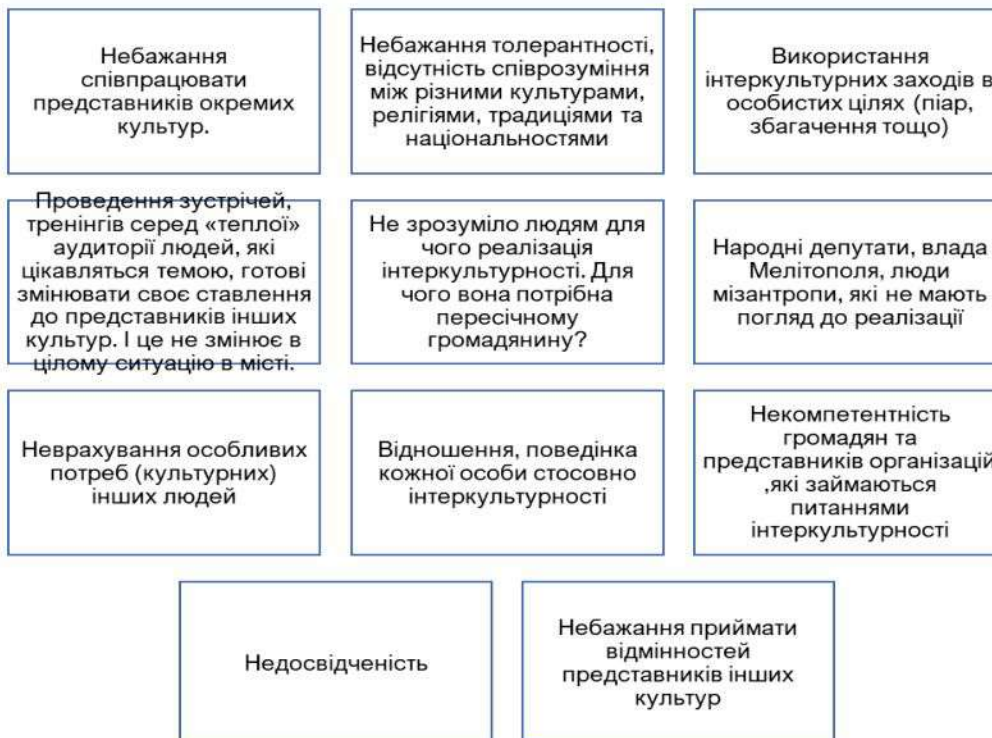 Небажання
співпрацювати
представників окремих
культур.
Небажання толерантності,
відсутність співрозуміння
між різними культурами,
релігіями, традиціями та
національностями
Використання
інтеркультурних заходів в
особистих цілях (піар,
збагачення тощо)
Проведення зустрічей,
тренінгів серед «теплої»
аудиторії людей, які
цікавляться темою, готові
змінювати своє ставлення
до представників інших
культур. І це не змінює в
цілому ситуацію в місті.
Не зрозуміло людям для
чого реалізація
інтеркультурності. Для
чого вона потрібна
пересічному
громадянину?
Народні депутати, влада
Мелітополя, люди
мізантропи, які не мають
погляд до реалізації
Неврахування особливих
потреб (культурних)
інших людей
Відношення, поведінка
кожної особи стосовно
інтеркультурності
Некомпетентність
громадян та
представників організацій
,які займаються
питаннями
інтеркультурності
Недосвідченість
Небажання приймати
відмінностей
представників інших
культур